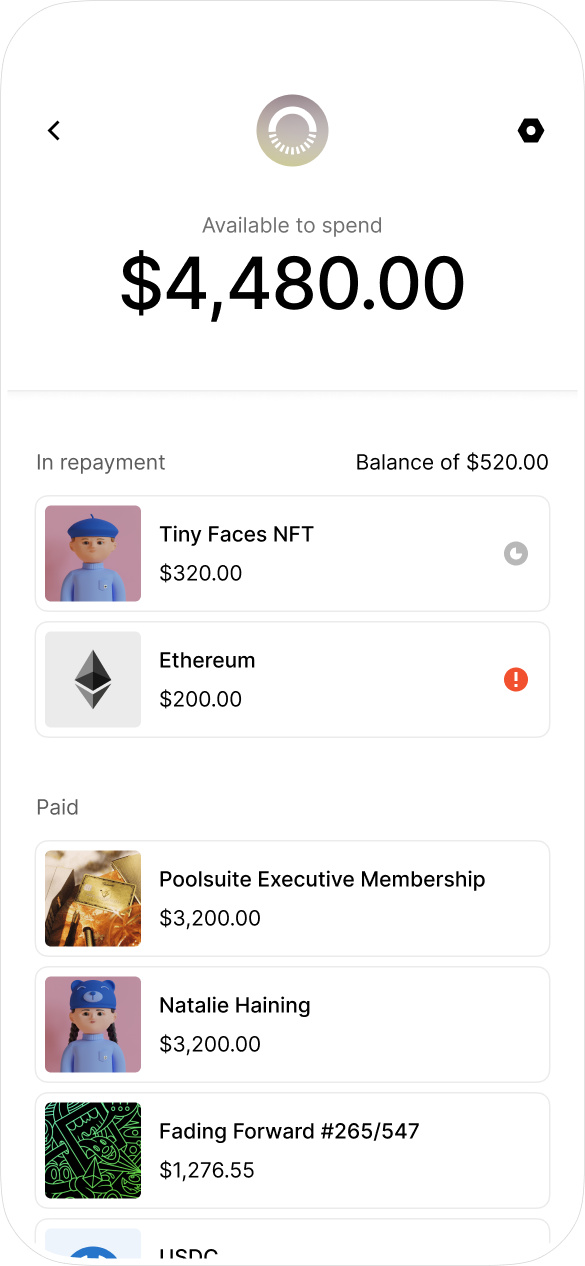 Available to spend
$4,480.00
In repayment
Balance of $520.00
Tiny Faces NFT
$320.00
Ethereum
$200.00
Paid
Poolsuite Executive Membership
$3,200.00
Natalie Haining
$3,200.00
Fading Forward #265/547
$1,276.55
USDC